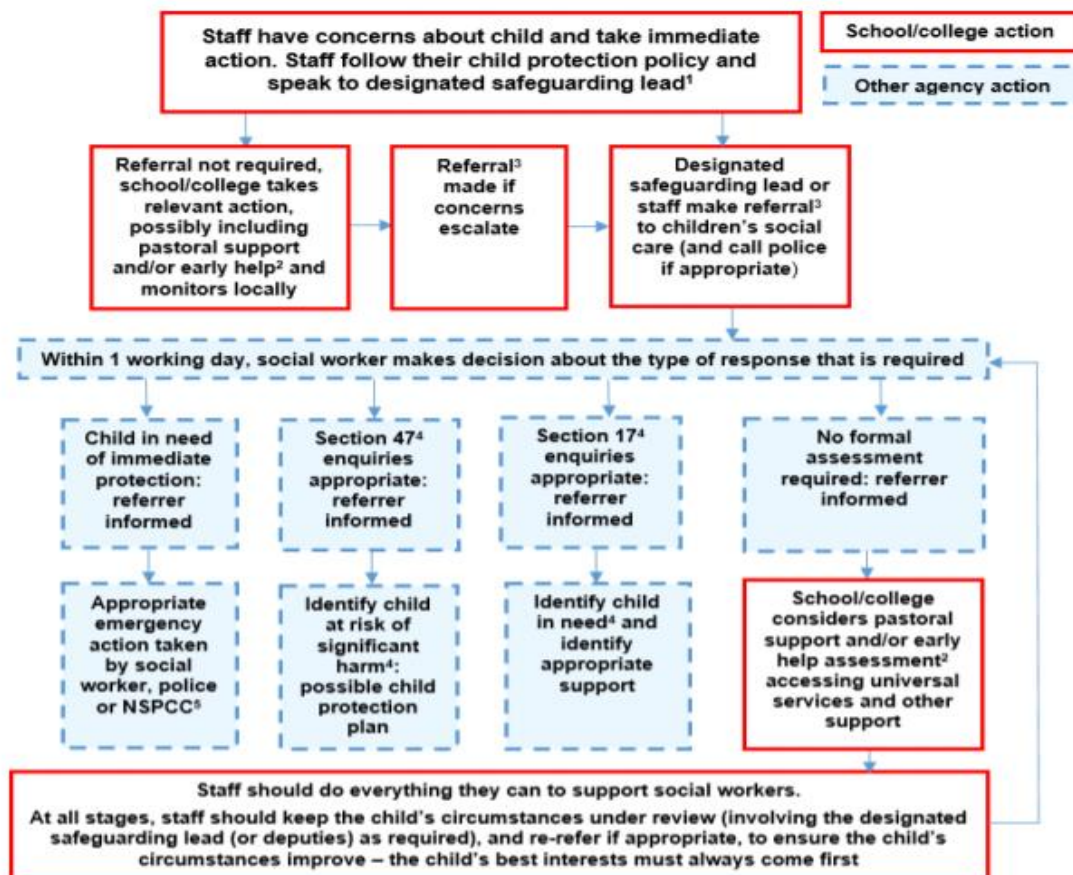 Staff have concerns about child and take immediate
action. Staff follow their child protection policy and
speak to designated safeguarding lead¹
School/college action
Other agency action
Referral not required,
school/college takes
relevant action,
possibly including
pastoral support
and/or early help² and
monitors locally
Referral³
made if
concerns
escalate
Designated
safeguarding lead or
staff make referral³
to children’s social
care (and call police
if appropriate)
Within 1 working day, social worker makes decision about the type of response that is required
Child in need
of immediate
protection:
referrer
informed
Section 47⁴
enquiries
appropriate:
referrer
informed
Section 17⁴
enquiries
appropriate:
referrer
informed
No formal
assessment
required: referrer
informed
Appropriate
emergency
action taken
by social
worker, police
or NSPCC⁵
Identify child
at risk of
significant
harm⁴:
possible child
protection
plan
Identify child
in need⁴ and
identify
appropriate
support
School/college
considers pastoral
support and/or early
help assessment²
accessing universal
services and other
support
Staff should do everything they can to support social workers.
At all stages, staff should keep the child’s circumstances under review (involving the designated
safeguarding lead (or deputies) as required), and re-refer if appropriate, to ensure the child’s
circumstances improve – the child’s best interests must always come first